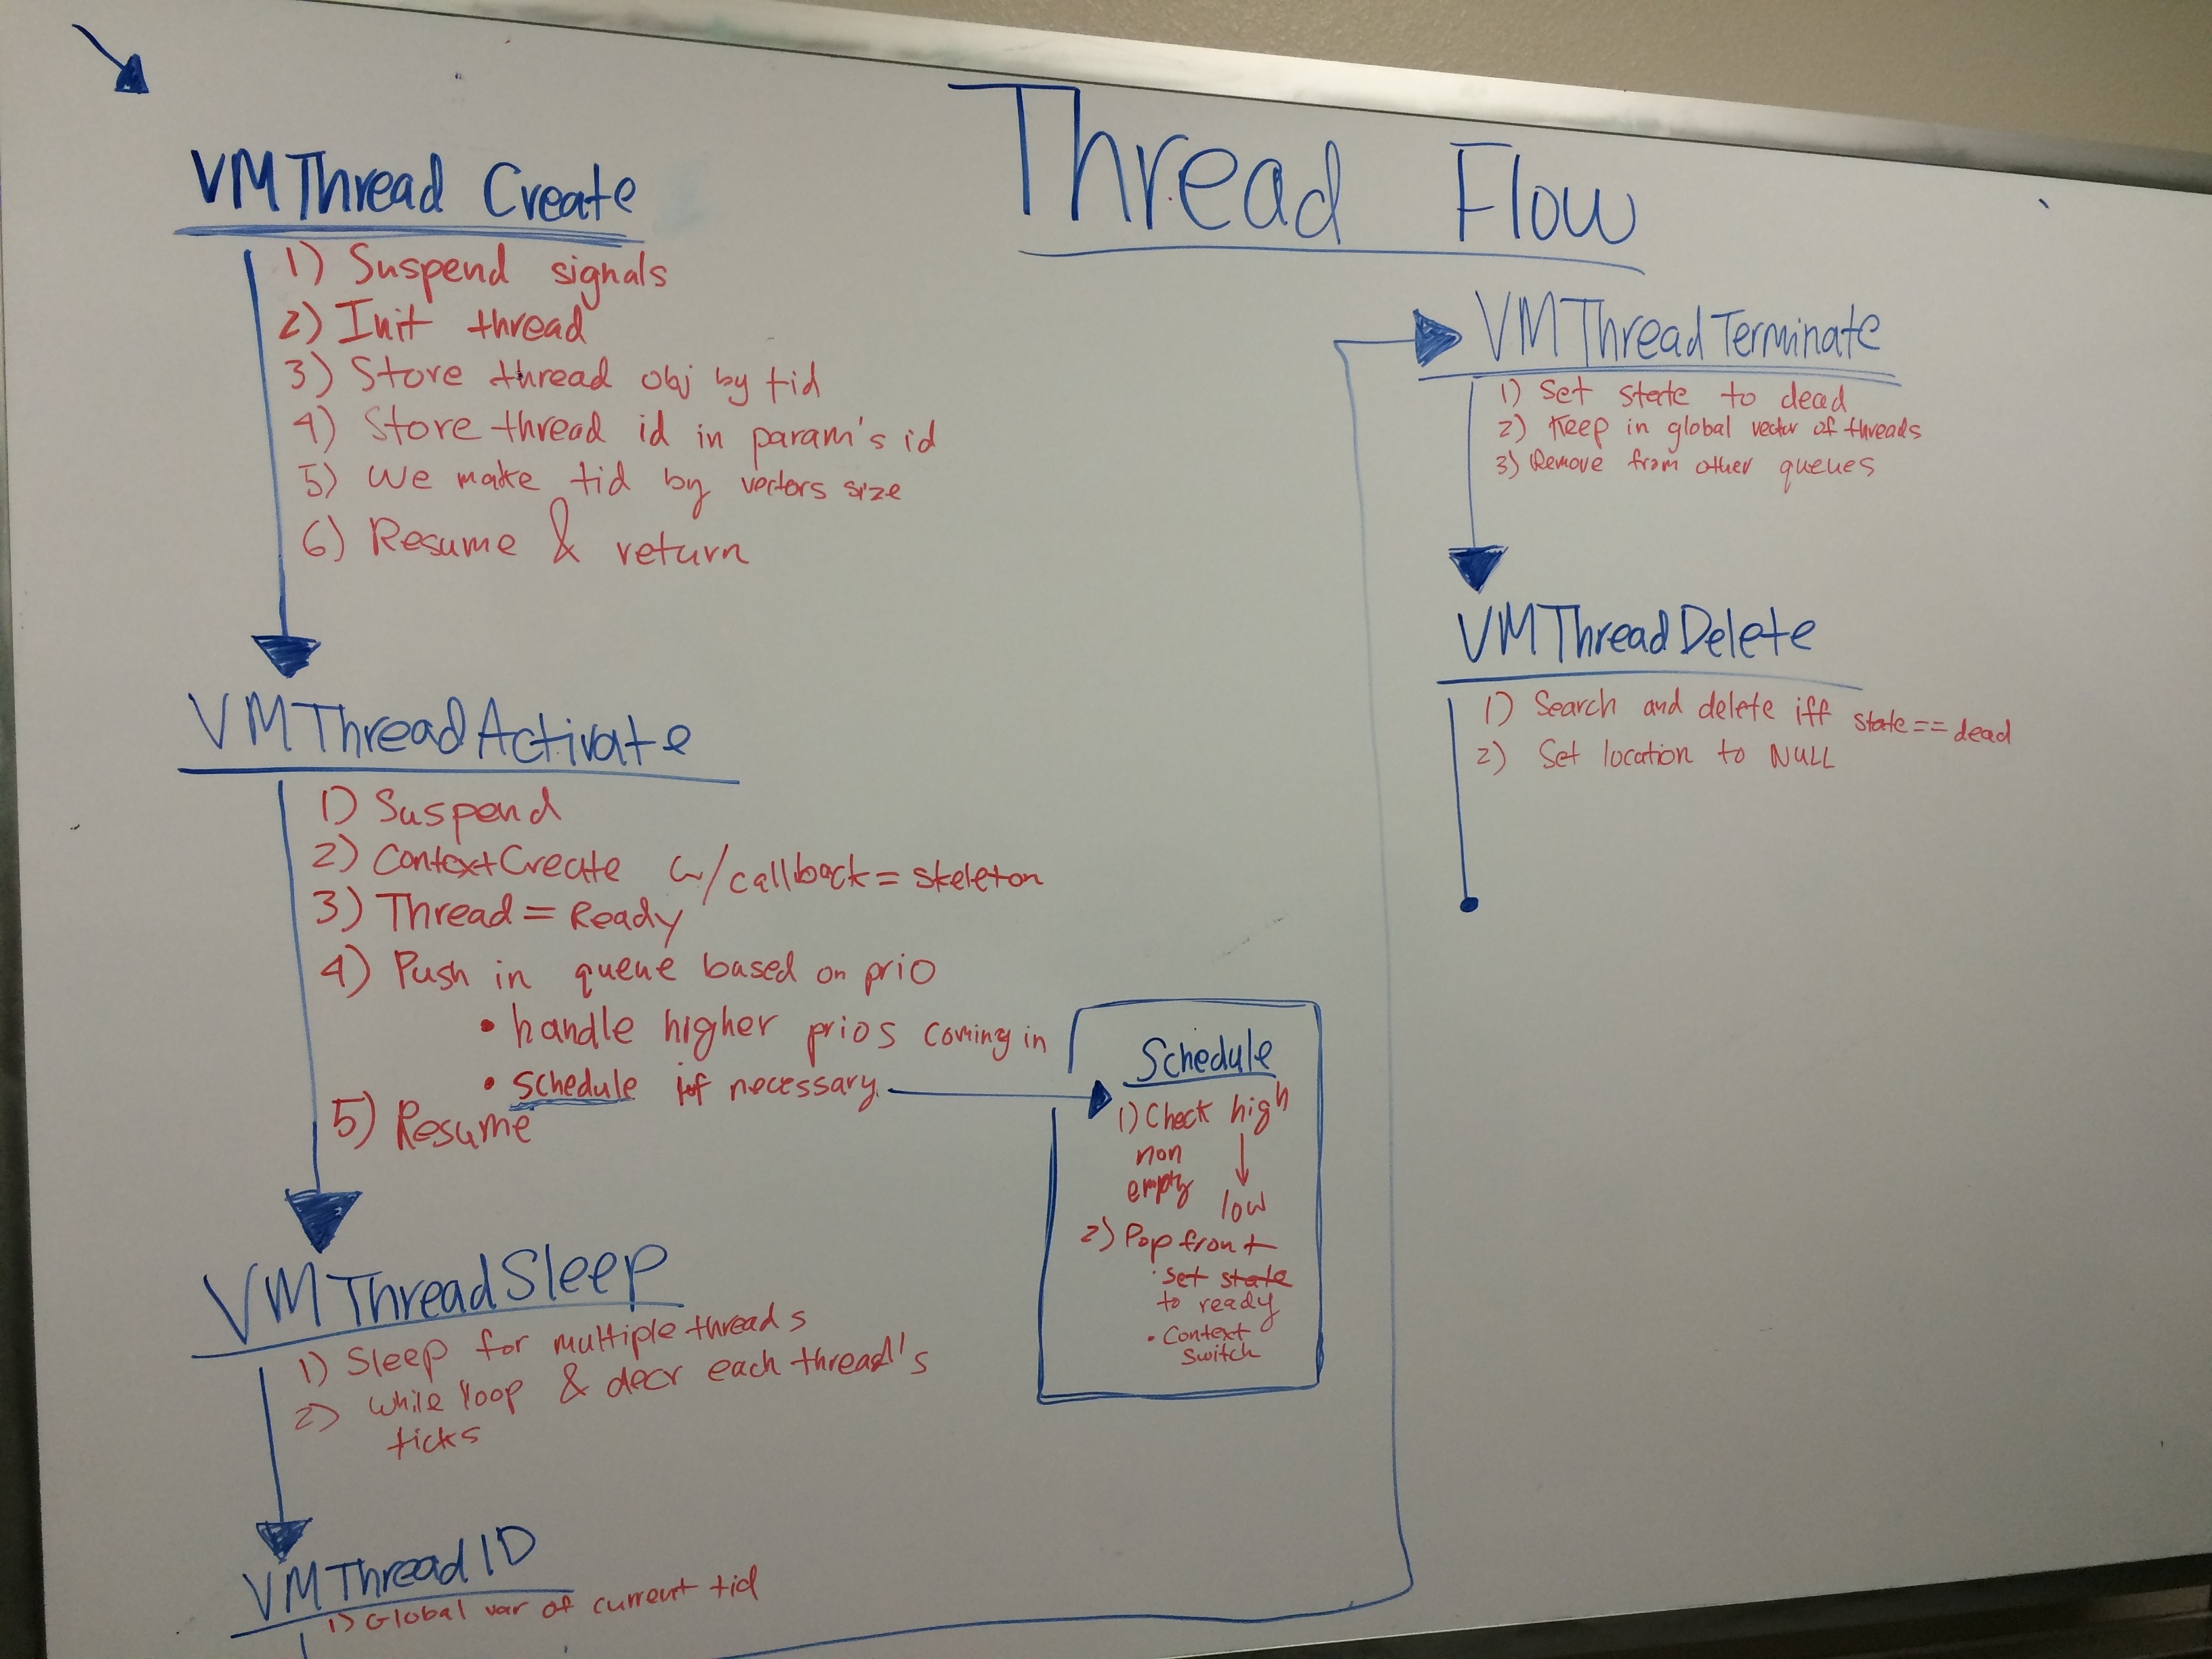 Thread Flow
VMThread Create
1) Suspend signals
2) Init thread
3) Store thread obj by tid
4) Store thread id in param's id
5) We make tid by vectors size
6) Resume & return
VMThreadActivate
1) Suspend
2) ContextCreate w/callback = skeleton
3) Thread = Ready
4) Push in queue based on prio
• handle higher prios coming in
• schedule if necessary
5) Resume
Schedule
1) Check high
non
empty
low
2) Pop front
• set state
to ready
• Context
switch
VMThreadSleep
1) Sleep for multiple threads
2) while loop & decr each thread's
ticks
VMThreadID
1) Global var of current tid
VMThreadTerminate
1) Set state to dead
2) Keep in global vector of threads
3) Remove from other queues
VMThreadDelete
1) Search and delete iff state == dead
2) Set location to NULL